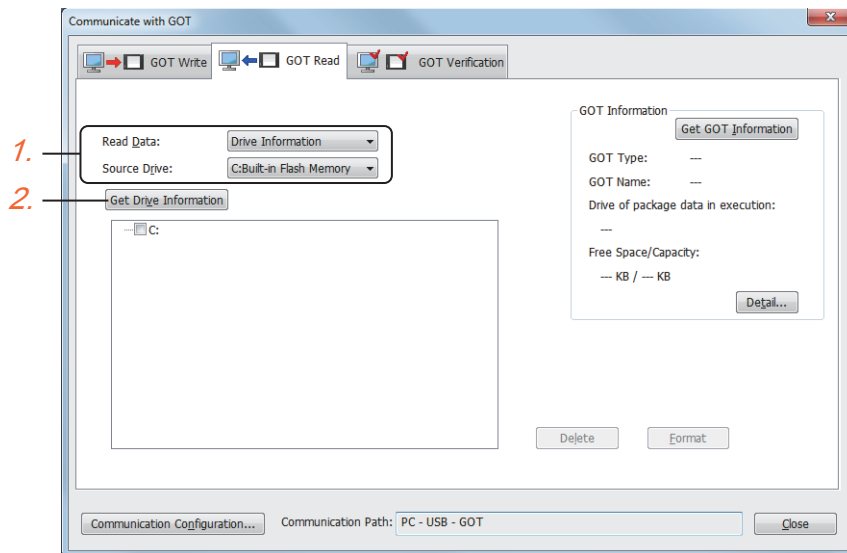 Communicate with GOT
x
GOT Write
GOT Read
GOT Verification
1.
Read Data:
Drive Information
Source Drive:
C:Built-in Flash Memory
2.
Get Drive Information
C:
GOT Information
Get GOT Information
GOT Type:
---
GOT Name:
---
Drive of package data in execution:
---
Free Space/Capacity:
--- KB / --- KB
Detail...
Delete
Format
Communication Configuration...
Communication Path:
PC - USB - GOT
Close